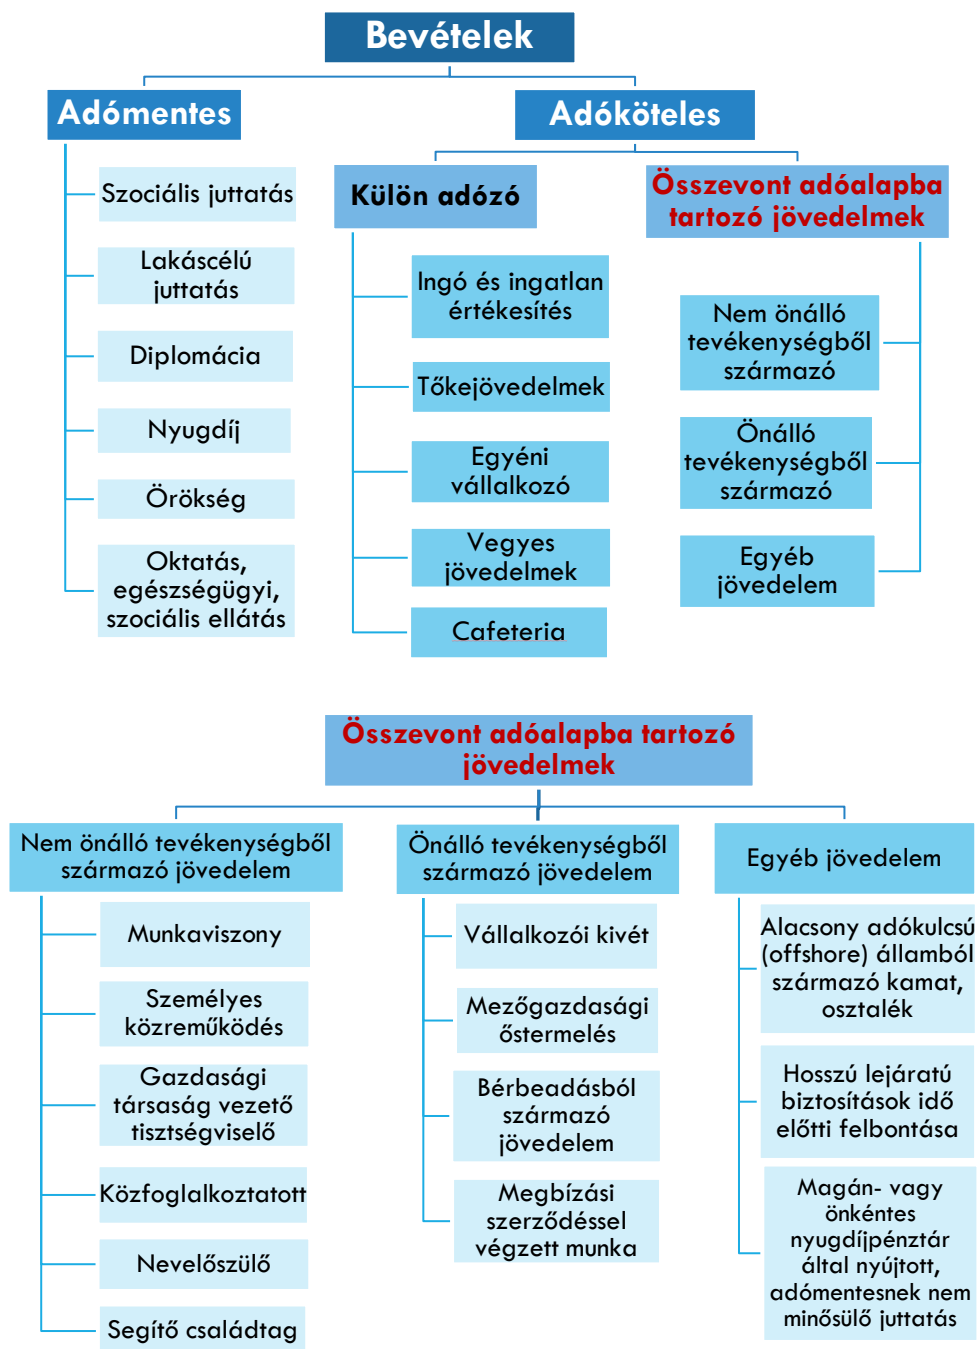 Bevételek
Adómentes
Adóköteles
Szociális juttatás
Lakáscélú
juttatás
Diplomácia
Nyugdíj
Örökség
Oktatás,
egészségügyi,
szociális ellátás
Külön adózó
Ingó és ingatlan
értékesítés
Tőkejövedelmek
Egyéni
vállalkozó
Vegyes
jövedelmek
Cafeteria
Összevont adóalapba
tartozó jövedelmek
Nem önálló
tevékenységből
származó
Önálló
tevékenységből
származó
Egyéb
jövedelem
Összevont adóalapba tartozó
jövedelmek
Nem önálló tevékenységből
származó jövedelem
Munkaviszony
Személyes
közreműködés
Gazdasági
társaság vezető
tisztségviselő
Közfoglalkoztatott
Nevelőszülő
Segítő családtag
Önálló tevékenységből
származó jövedelem
Vállalkozói kivét
Mezőgazdasági
őstermelés
Bérbeadásból
származó
jövedelem
Megbízási
szerződéssel
végzett munka
Egyéb jövedelem
Alacsony adókulcsú
(offshore) államból
származó kamat,
osztalék
Hosszú lejáratú
biztosítások idő
előtti felbontása
Magán- vagy
önkéntes
nyugdíjpénztár
által nyújtott,
adómentesnek nem
minősülő juttatás